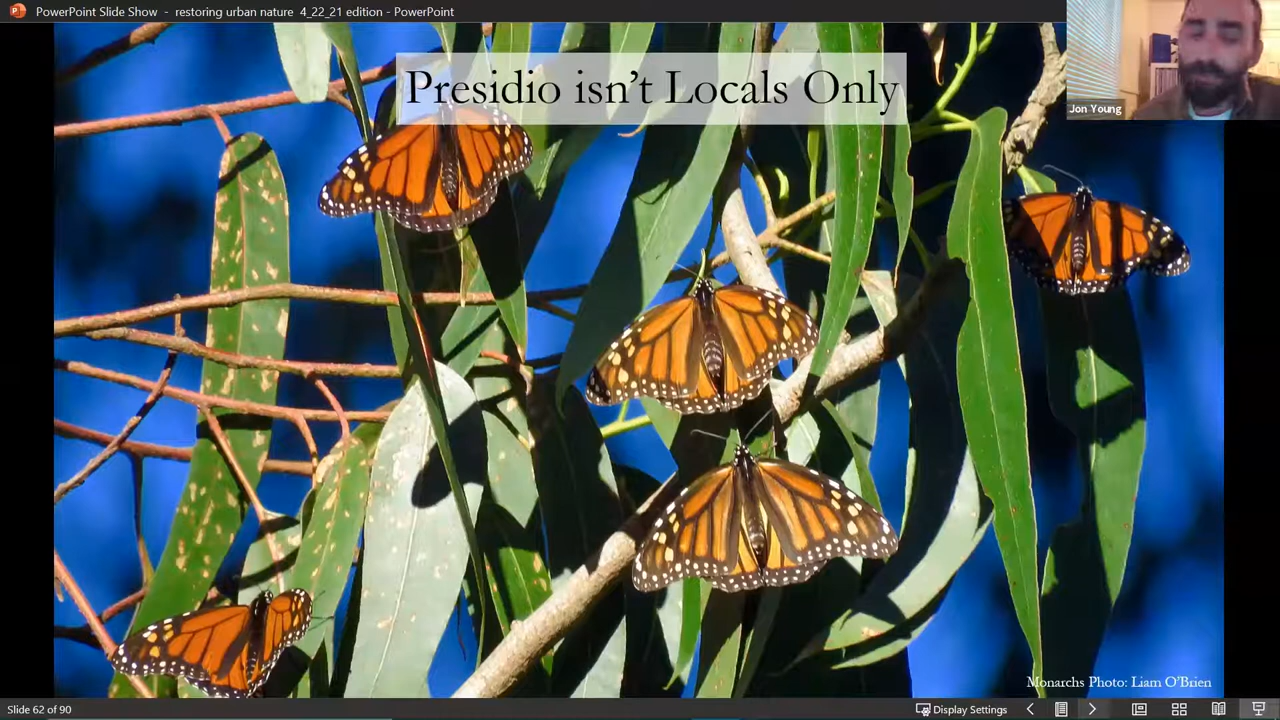 PowerPoint Slide Show - restoring urban nature 4_22_21 edition - PowerPoint
Presidio isn't Locals Only
Jon Young
Monarchs Photo: Liam O'Brien
Slide 62 of 90
Display Settings